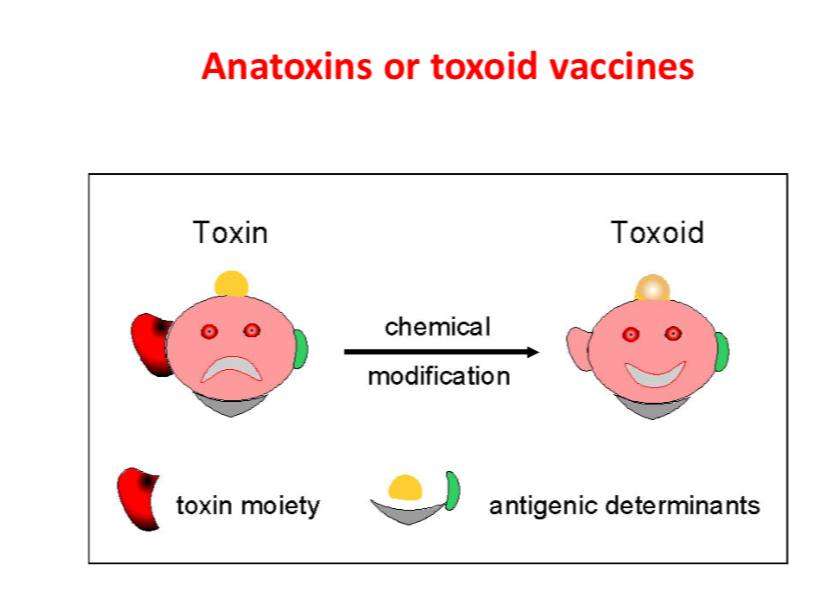 Anatoxins or toxoid vaccines
Toxin
Toxoid
chemical
modification
toxin moiety
antigenic determinants